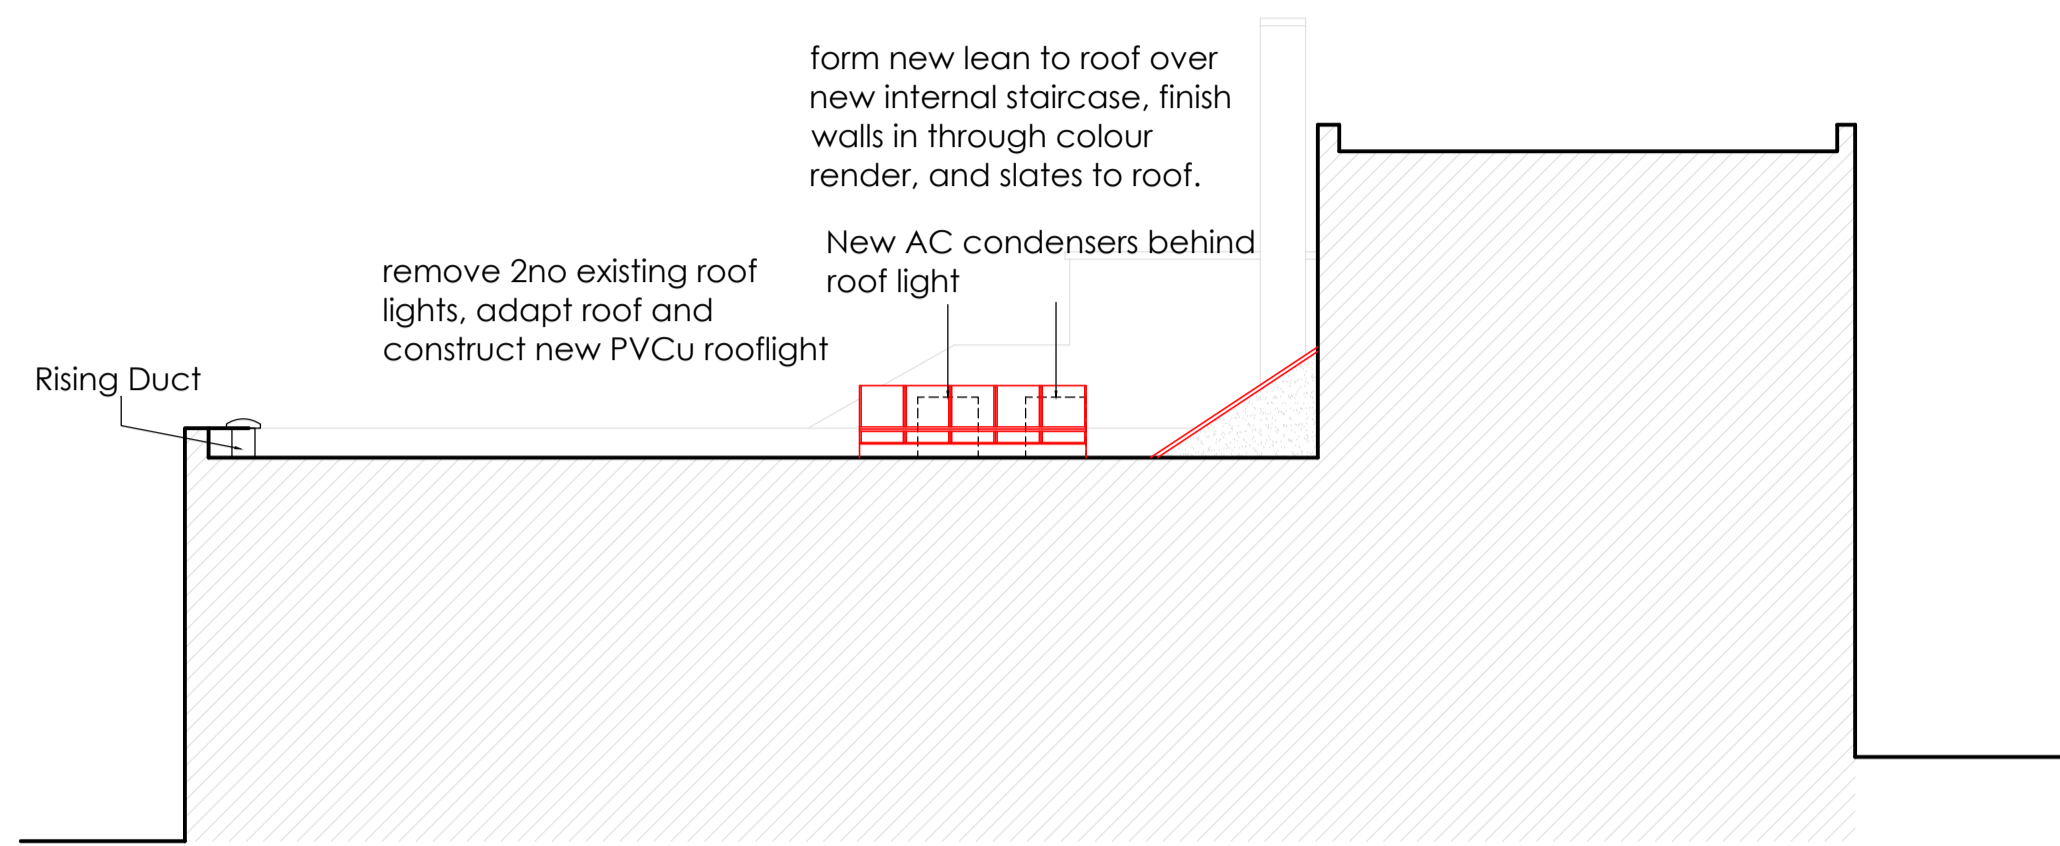 form new lean to roof over
new internal staircase, finish
walls in through colour
render, and slates to roof.
New AC condensers behind
roof light
remove 2no existing roof
lights, adapt roof and
construct new PVCu rooflight
Rising Duct